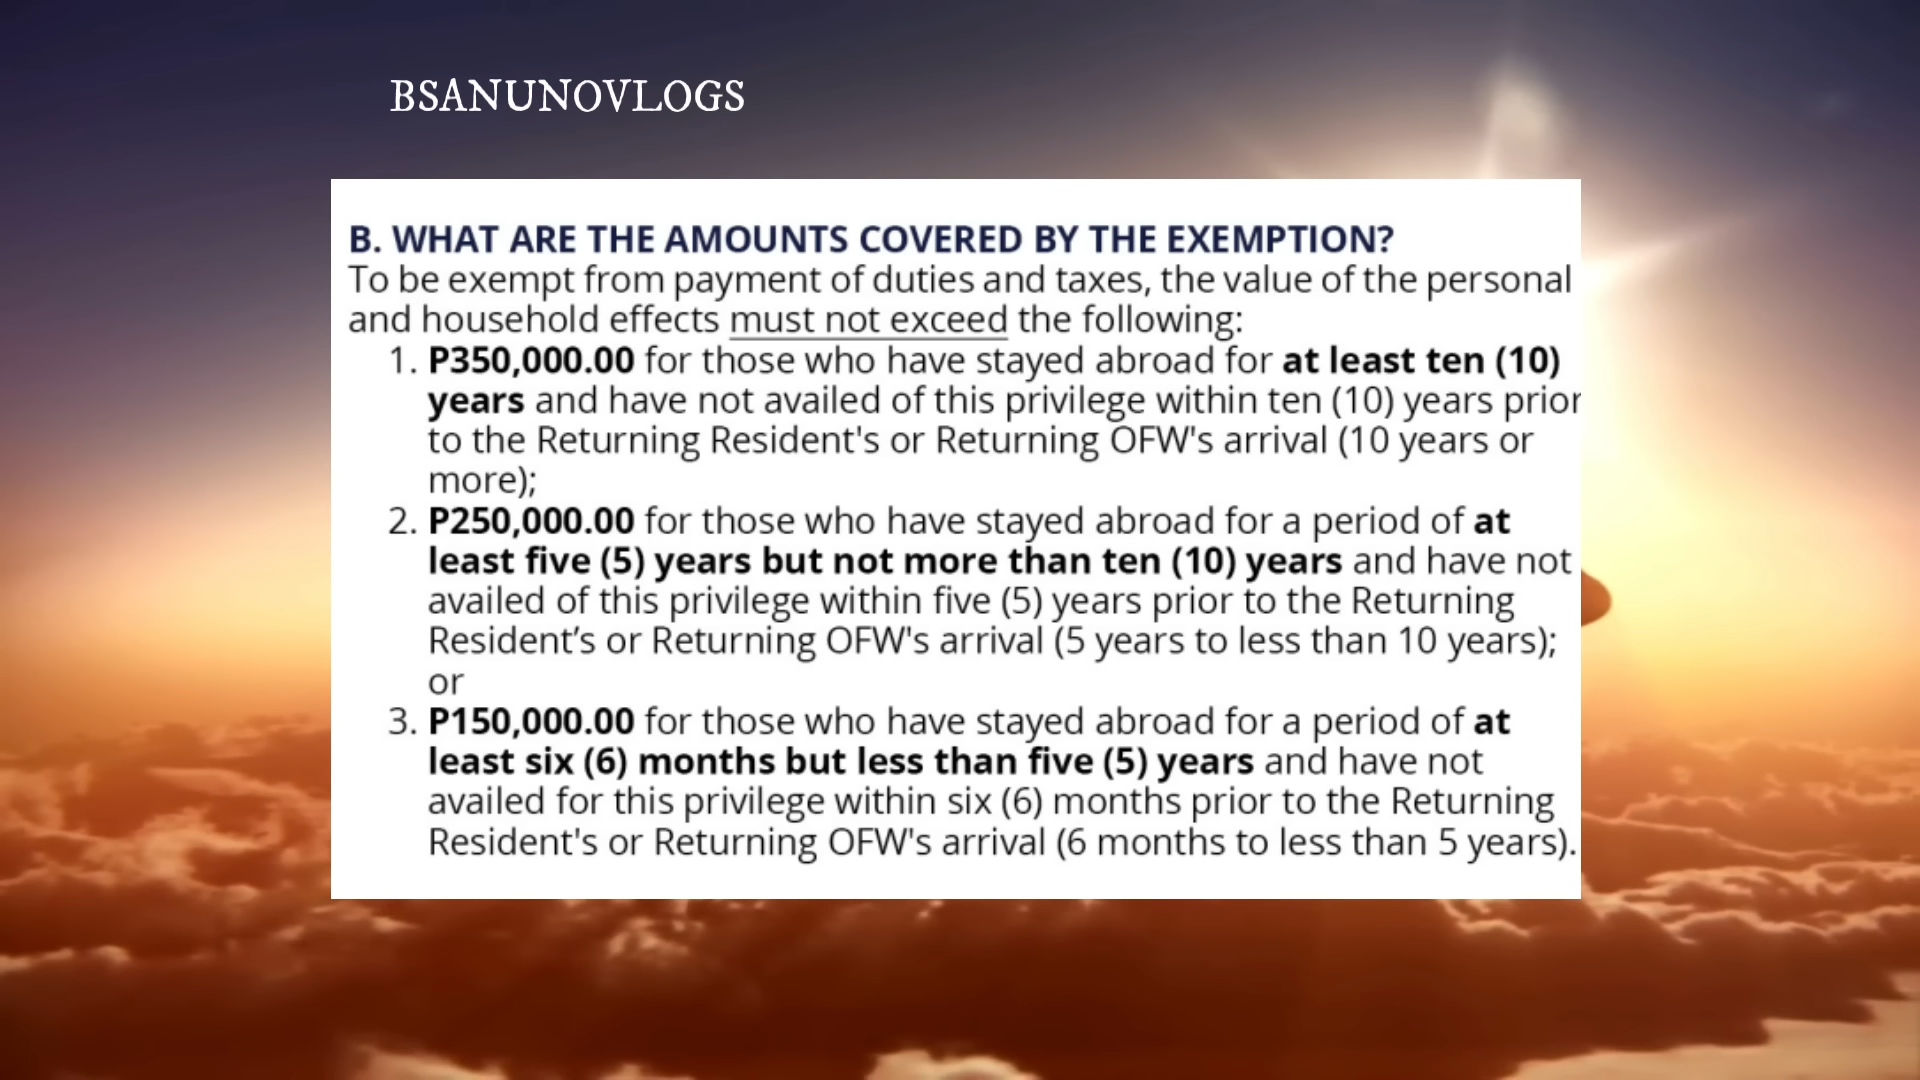 BSANUNOVLOGS
B. WHAT ARE THE AMOUNTS COVERED BY THE EXEMPTION?
To be exempt from payment of duties and taxes, the value of the personal
and household effects must not exceed the following:
1. P350,000.00 for those who have stayed abroad for at least ten (10)
years and have not availed of this privilege within ten (10) years prior
to the Returning Resident's or Returning OFW's arrival (10 years or
more);
2. P250,000.00 for those who have stayed abroad for a period of at
least five (5) years but not more than ten (10) years and have not
availed of this privilege within five (5) years prior to the Returning
Resident’s or Returning OFW's arrival (5 years to less than 10 years);
or
3. P150,000.00 for those who have stayed abroad for a period of at
least six (6) months but less than five (5) years and have not
availed for this privilege within six (6) months prior to the Returning
Resident's or Returning OFW's arrival (6 months to less than 5 years).